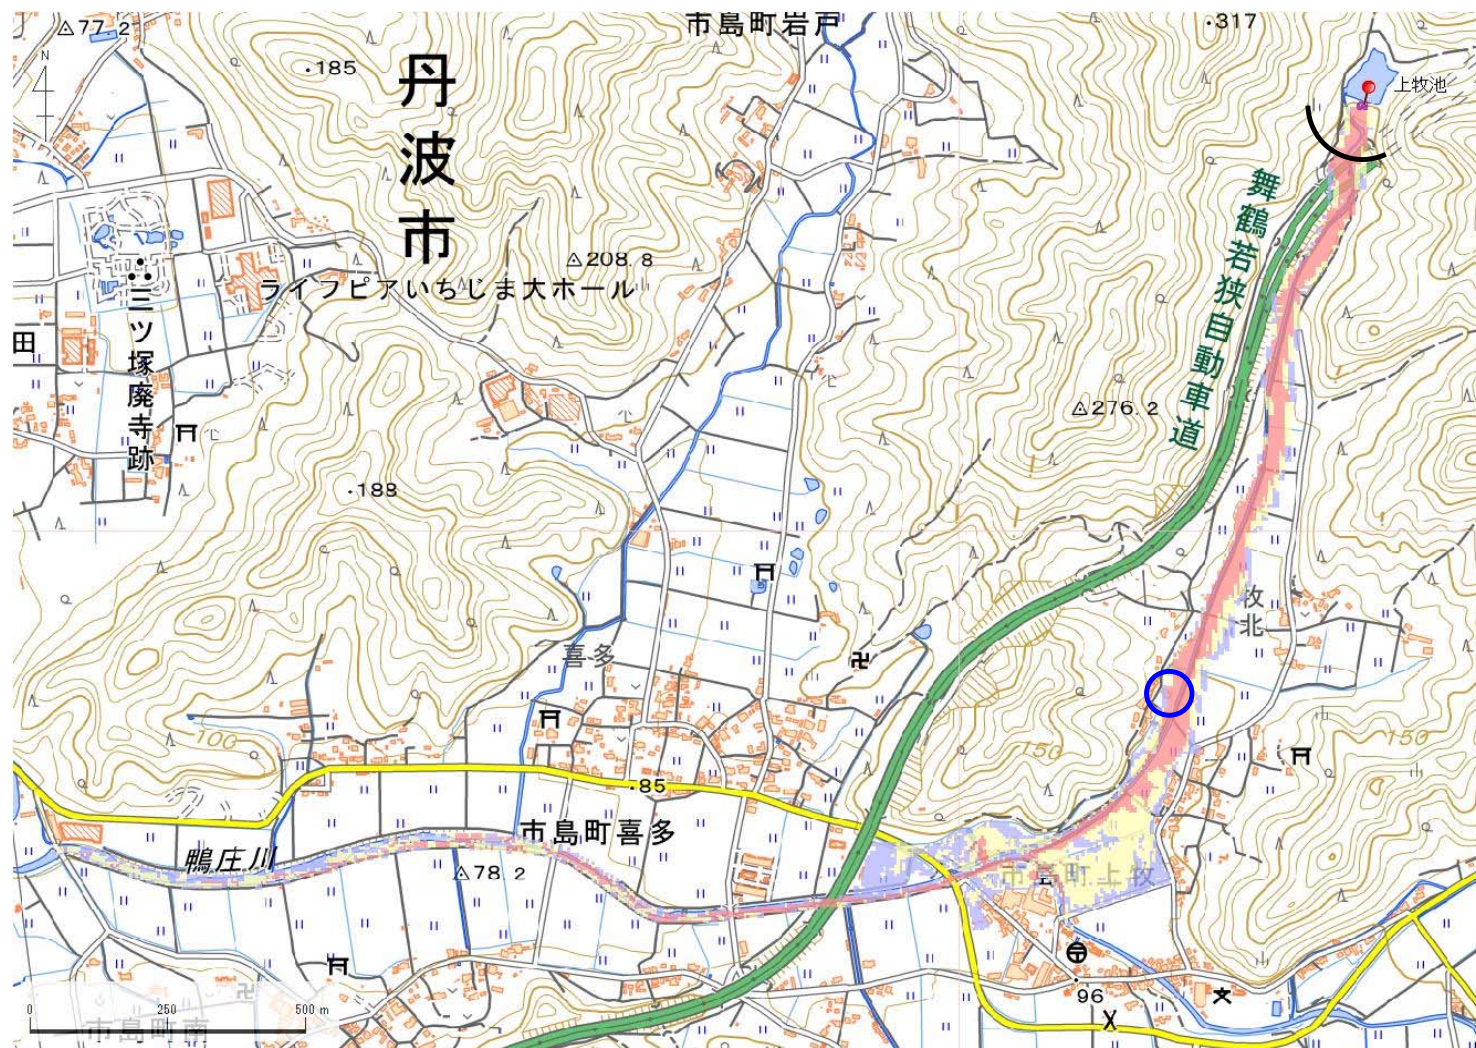 77.2
市島町岩戸
317
N
185
丹波市
上牧池
舞鶴若狭自動車道
208.8
ライフピアいちじま大ホール
三ツ塚廃寺跡
田
276.2
188
牧北
喜多
100
150
150
85
市島町喜多
鴨庄川
78.2
市島町上牧
96
0 250 500 m
市島町南